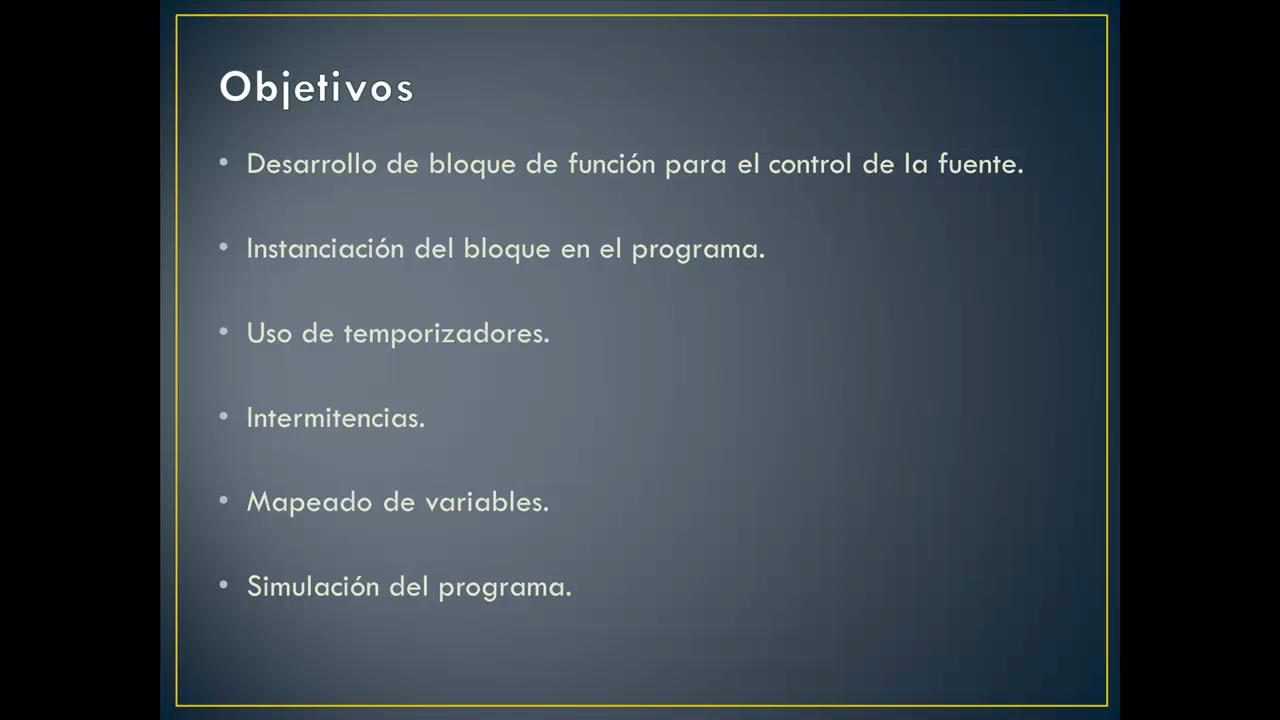 Objetivos
• Desarrollo de bloque de función para el control de la fuente.
• Instanciación del bloque en el programa.
• Uso de temporizadores.
• Intermitencias.
• Mapeado de variables.
• Simulación del programa.